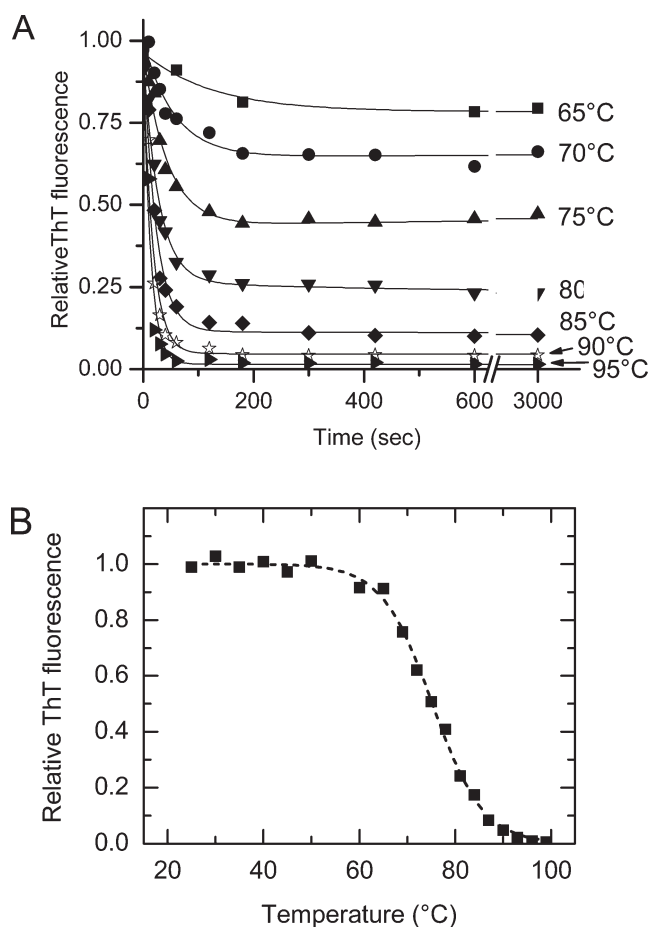 A
Relative ThT fluorescence
1.00
0.75
0.50
0.25
0.00
65°C
70°C
75°C
80
85°C
90°C
95°C
0
200
400
600
3000
Time (sec)
B
Relative ThT fluorescence
1.0
0.8
0.6
0.4
0.2
0.0
20
40
60
80
100
Temperature (°C)